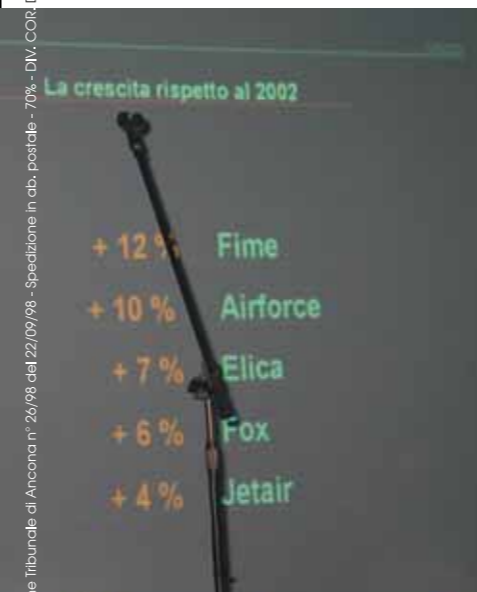 La crescita rispetto al 2002
+ 12 % Fime
+ 10 % Airforce
+ 7 % Elica
+ 6 % Fox
+ 4 % Jetair
Tribunale di Ancona n° 26/98 del 22/09/98 - Spedizione in ab. postale - 70% - DIV. COR.